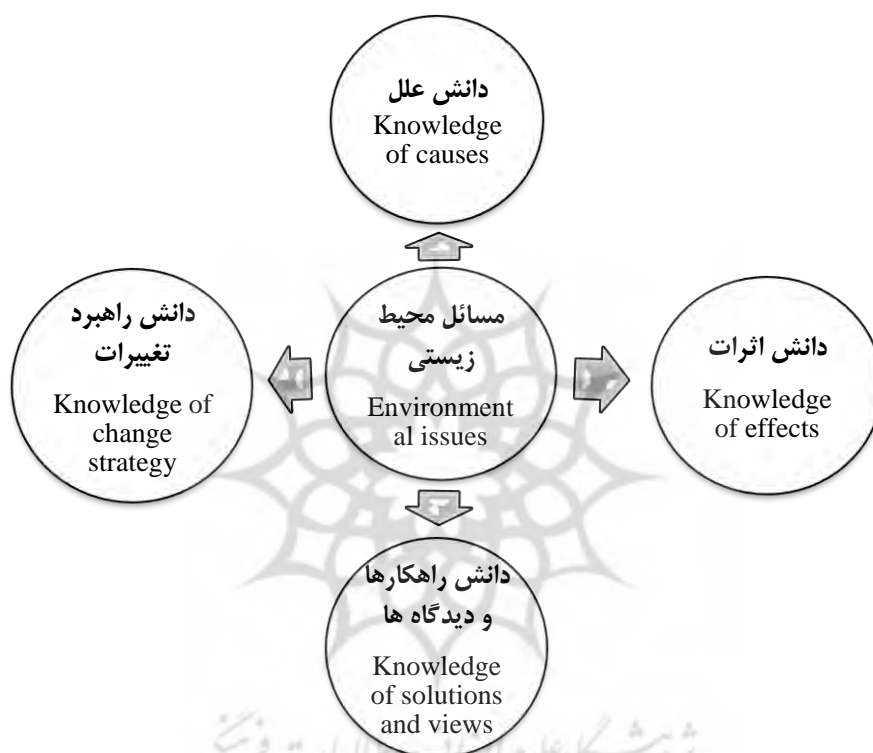 دانش علل
Knowledge
of causes
دانش راهبرد
تغییرات
Knowledge of
change
strategy
مسائل محیط
زیستی
Environment
al issues
دانش اثرات
Knowledge
of effects
دانش راهکارها
و دیدگاه ها
Knowledge
of solutions
and views